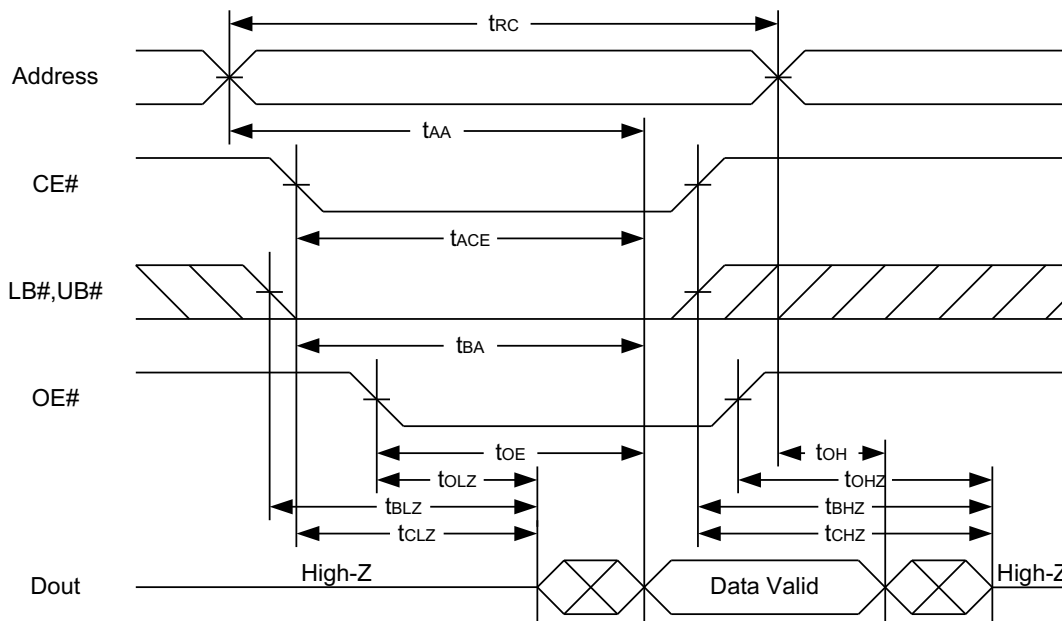 tRC
Address
tAA
CE#
tACE
LB#,UB#
tBA
OE#
tOE
tOH
tOLZ
tOHZ
tBLZ
tBHZ
tCLZ
tCHZ
Dout
High-Z
Data Valid
High-Z